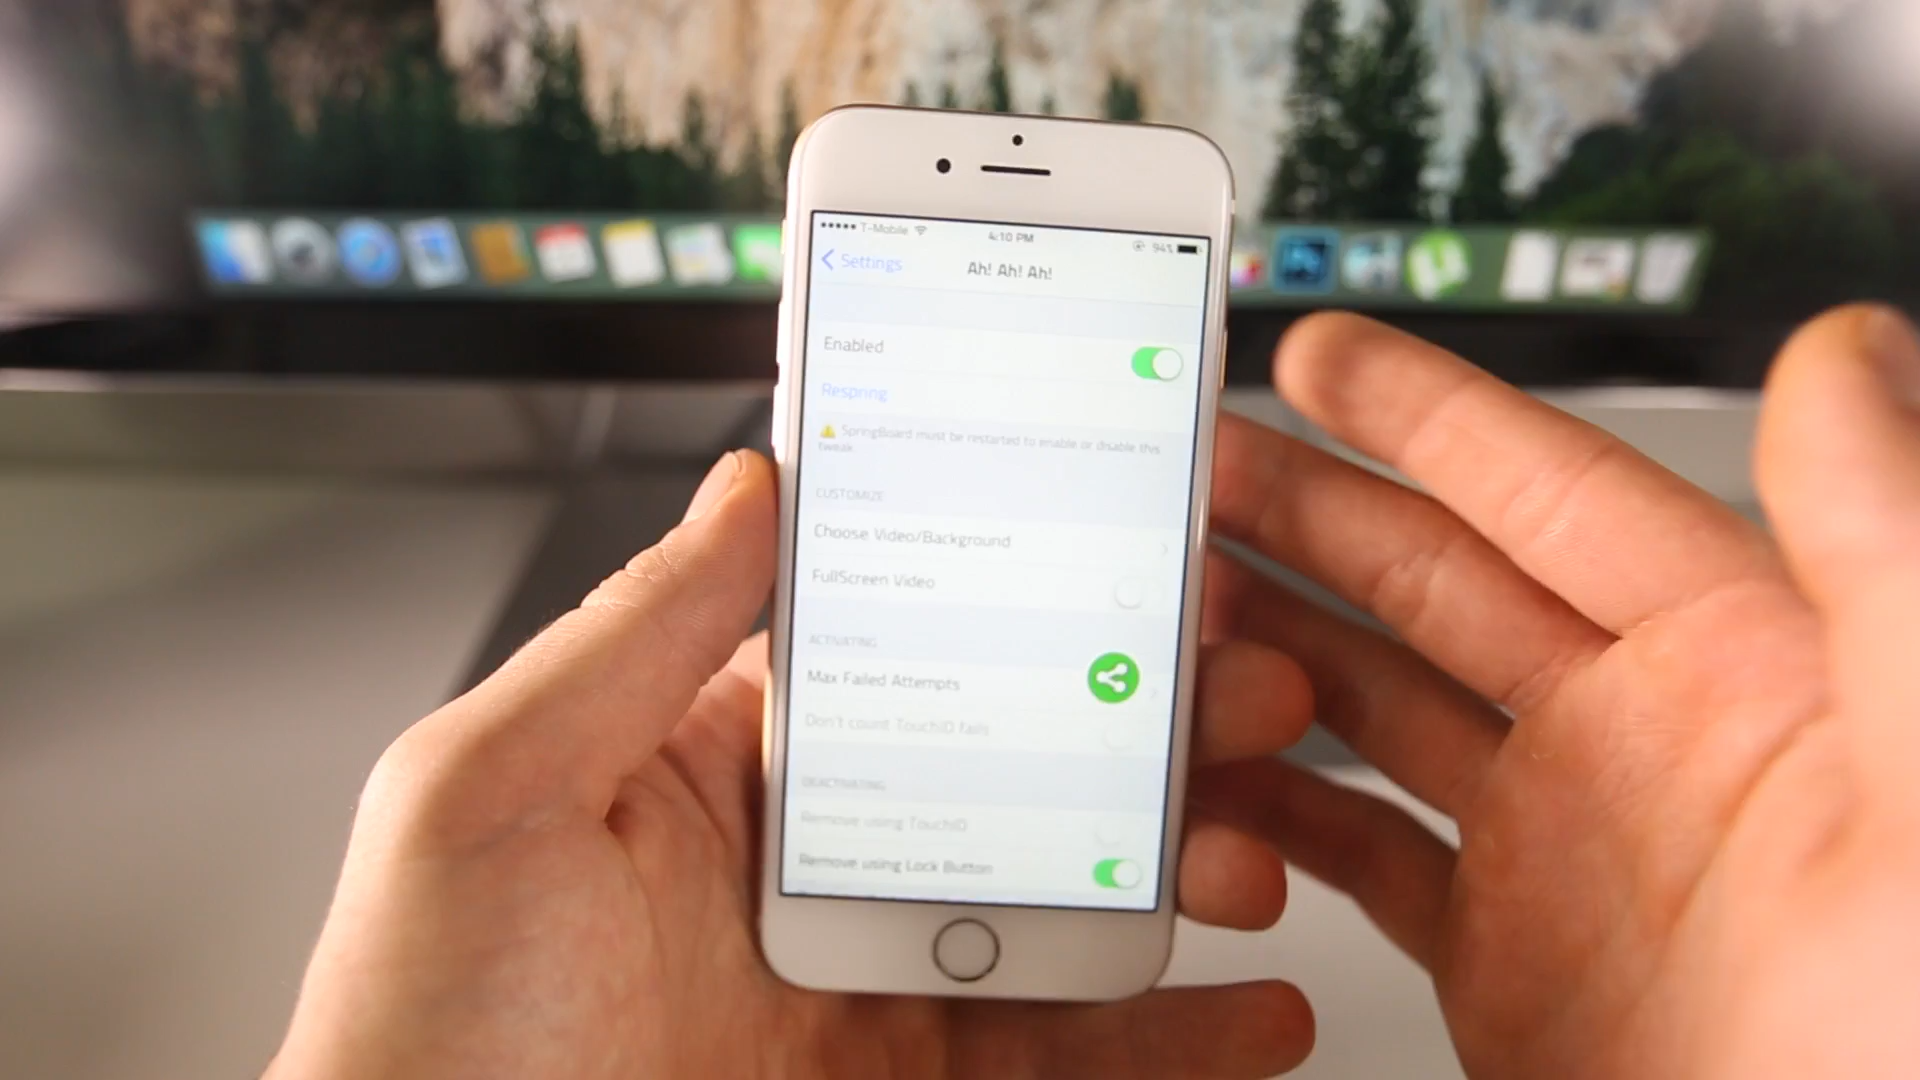 T-Mobile 4:10 PM 94%
Settings Ah! Ah! Ah!
Enabled
Respring
SpringBoard must be restarted to enable or disable this
tweak
CUSTOMIZE
Choose Video/Background
FullScreen Video
ACTIVATING
Max Failed Attempts
Don't count TouchID fails
DEACTIVATING
Remove using TouchID
Remove using Lock Button